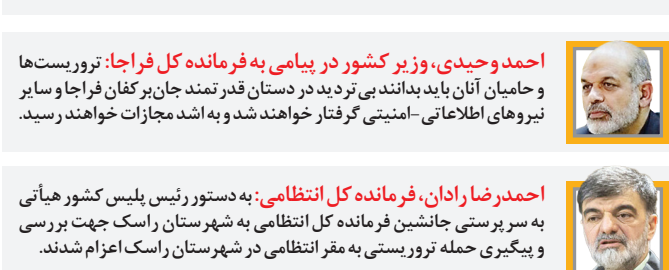 احمد وحیدی، وزیر کشور در پیامی به فرمانده کل فراجا: تروریست‌ها
و حامیان آنان باید بدانند بی‌تردید در دستان قدرتمند جان‌برکفان فراجا و سایر
نیروهای اطلاعاتی-امنیتی گرفتار خواهند شد و به اشد مجازات خواهند رسید.
احمدرضا رادان، فرمانده کل انتظامی: به دستور رئیس پلیس کشور هیأتی
به سرپرستی جانشین فرمانده کل انتظامی به شهرستان راسک جهت بررسی
و پیگیری حمله تروریستی به مقر انتظامی در شهرستان راسک اعزام شدند.